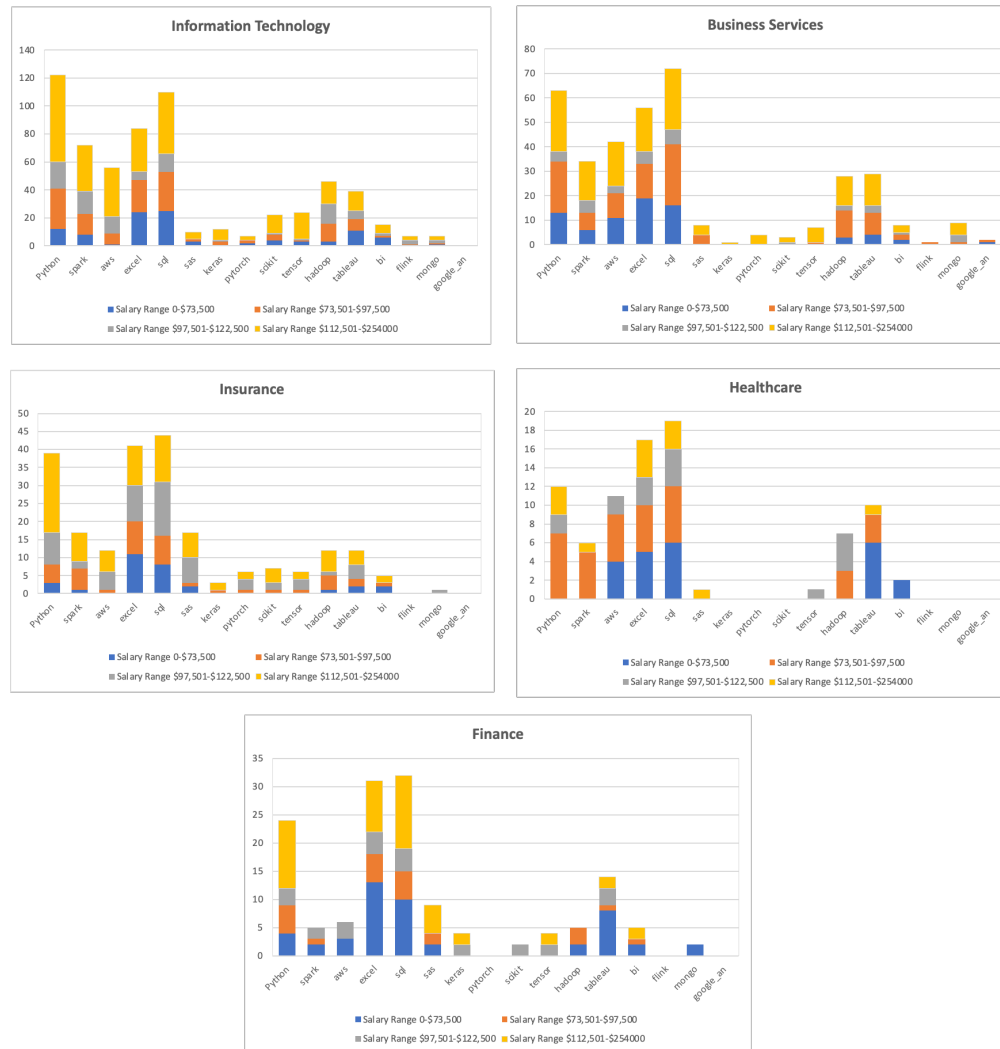 Information Technology
140
120
100
80
60
40
20
0
Python spark aws excel sql sas keras pytorch scikit tensor hadoop tableau bi flink mongo google_an
Salary Range 0-$73,500 Salary Range $73,501-$97,500
Salary Range $97,501-$122,500 Salary Range $112,501-$254000
Business Services
80
70
60
50
40
30
20
10
0
Python spark aws excel sql sas keras pytorch scikit tensor hadoop tableau bi flink mongo google_an
Salary Range 0-$73,500 Salary Range $73,501-$97,500
Salary Range $97,501-$122,500 Salary Range $112,501-$254000
Insurance
50
45
40
35
30
25
20
15
10
5
0
Python spark aws excel sql sas keras pytorch scikit tensor hadoop tableau bi flink mongo google_an
Salary Range 0-$73,500 Salary Range $73,501-$97,500
Salary Range $97,501-$122,500 Salary Range $112,501-$254000
Healthcare
20
18
16
14
12
10
8
6
4
2
0
Python spark aws excel sql sas keras pytorch scikit tensor hadoop tableau bi flink mongo google_an
Salary Range 0-$73,500 Salary Range $73,501-$97,500
Salary Range $97,501-$122,500 Salary Range $112,501-$254000
Finance
35
30
25
20
15
10
5
0
Python spark aws excel sql sas keras pytorch scikit tensor hadoop tableau bi flink mongo google_an
Salary Range 0-$73,500 Salary Range $73,501-$97,500
Salary Range $97,501-$122,500 Salary Range $112,501-$254000